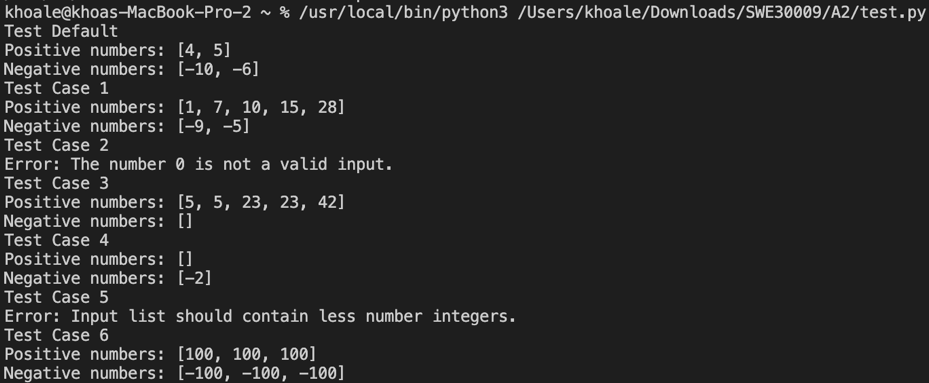 khoale@khoas-MacBook-Pro-2 ~ % /usr/local/bin/python3 /Users/khoale/Downloads/SWE30009/A2/test.py
Test Default
Positive numbers: [4, 5]
Negative numbers: [-10, -6]
Test Case 1
Positive numbers: [1, 7, 10, 15, 28]
Negative numbers: [-9, -5]
Test Case 2
Error: The number 0 is not a valid input.
Test Case 3
Positive numbers: [5, 5, 23, 23, 42]
Negative numbers: []
Test Case 4
Positive numbers: []
Negative numbers: [-2]
Test Case 5
Error: Input list should contain less number integers.
Test Case 6
Positive numbers: [100, 100, 100]
Negative numbers: [-100, -100, -100]